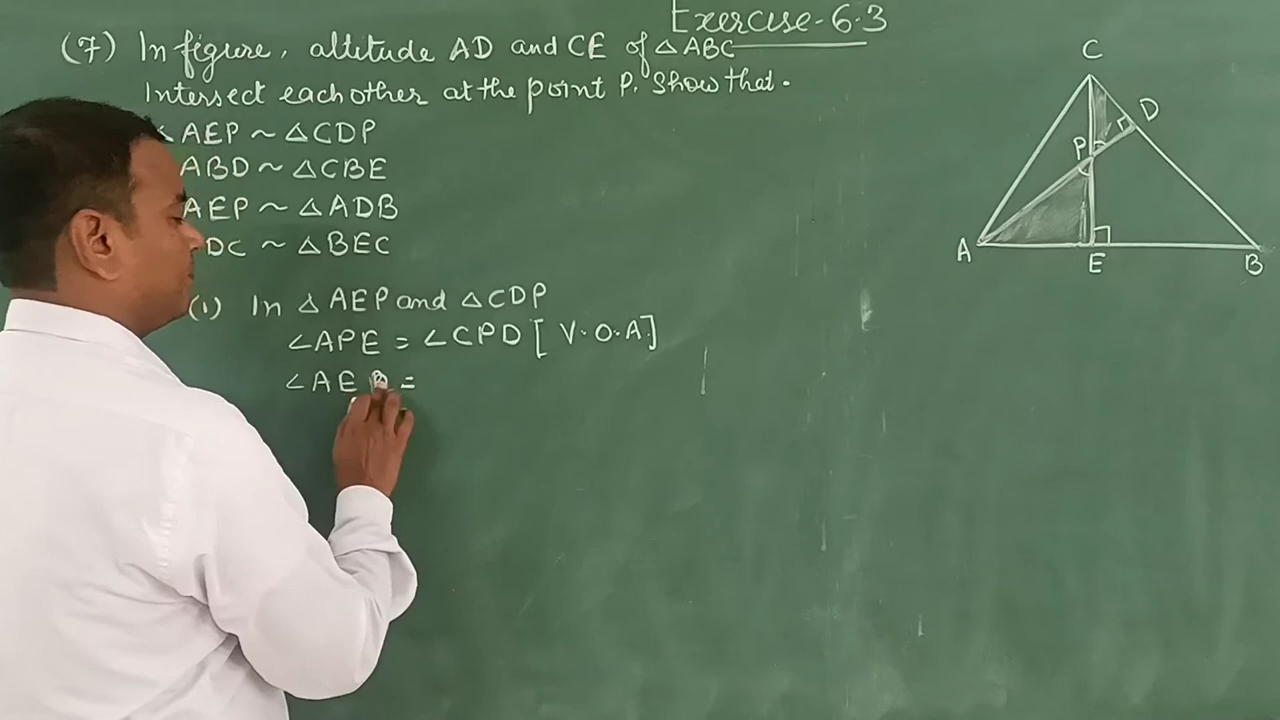 Exercise-6.3
(7) In figure, altitude AD and CE of △ABC
Intersect each other at the point P. Show that.
AEP ~ △CDP
ABD ~ △CBE
AEP ~ △ADB
DC ~ △BEC
(1) In △AEP and △CDP
∠APE = ∠CPD [V.O.A]
∠AE =
C
D
P
A
E
B